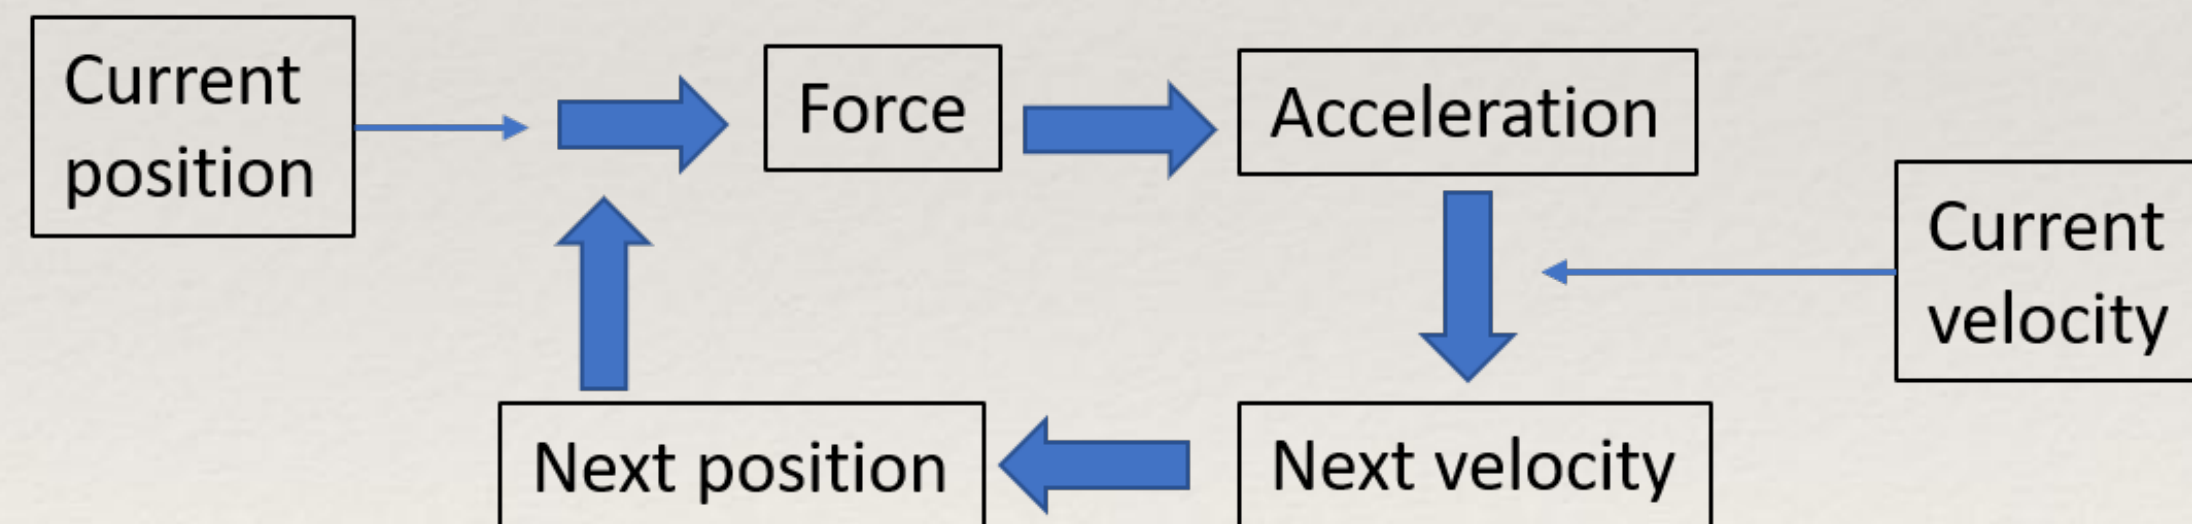 Current
position
Force
Acceleration
Current
velocity
Next position
Next velocity